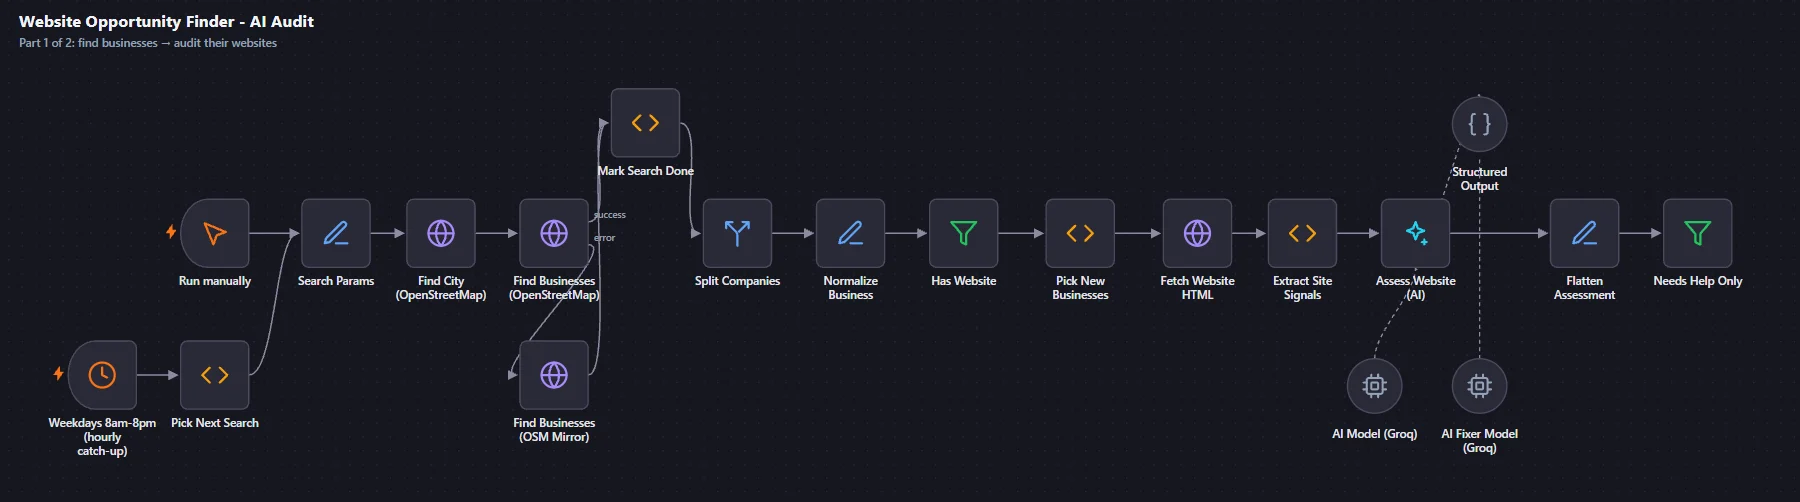 Website Opportunity Finder - AI Audit
Part 1 of 2: find businesses → audit their websites
Mark Search Done
Structured
Output
success
error
Run manually
Search Params
Find City
(OpenStreetMap)
Find Businesses
(OpenStreetMap)
Split Companies
Normalize
Business
Has Website
Pick New
Businesses
Fetch Website
HTML
Extract Site
Signals
Assess Website
(AI)
Flatten
Assessment
Needs Help Only
Weekdays 8am-8pm
(hourly
catch-up)
Pick Next Search
Find Businesses
(OSM Mirror)
AI Model (Groq)
AI Fixer Model
(Groq)